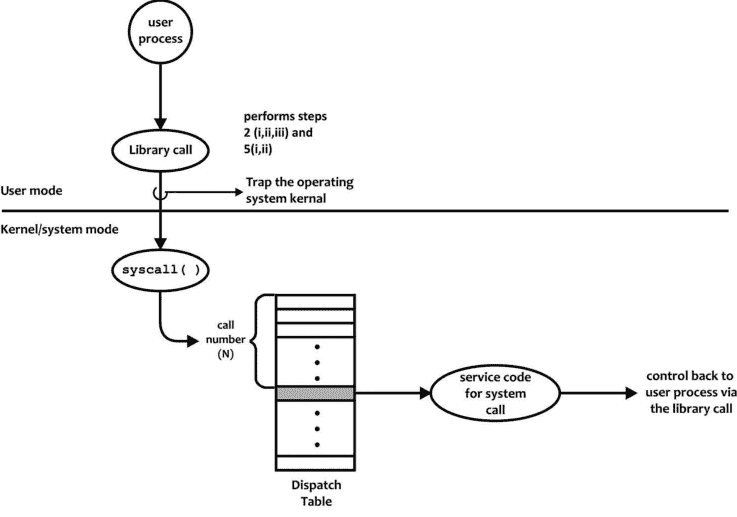 user
process
Library call
performs steps
2 (i,ii,iii) and
5(i,ii)
Trap the operating
system kernal
User mode
Kernel/system mode
syscall( )
call
number
(N)
service code
for system
call
control back to
user process via
the library call
Dispatch
Table